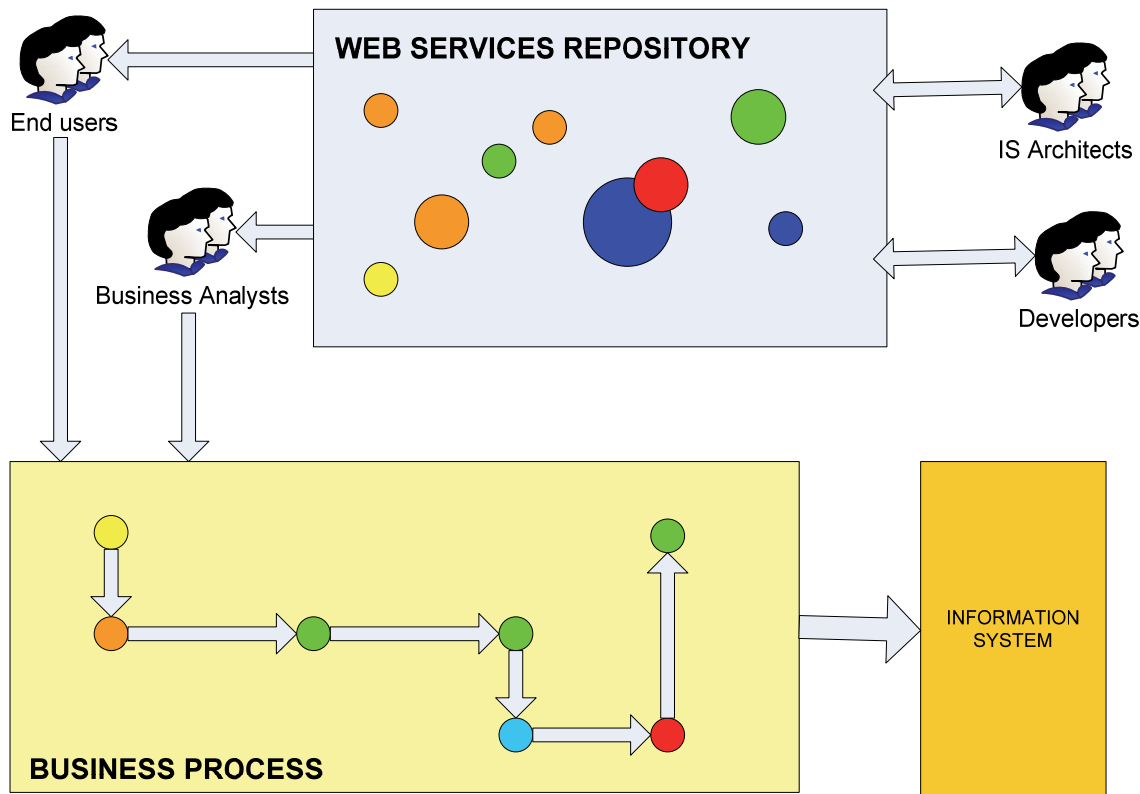 WEB SERVICES REPOSITORY
End users
IS Architects
Business Analysts
Developers
INFORMATION
SYSTEM
BUSINESS PROCESS